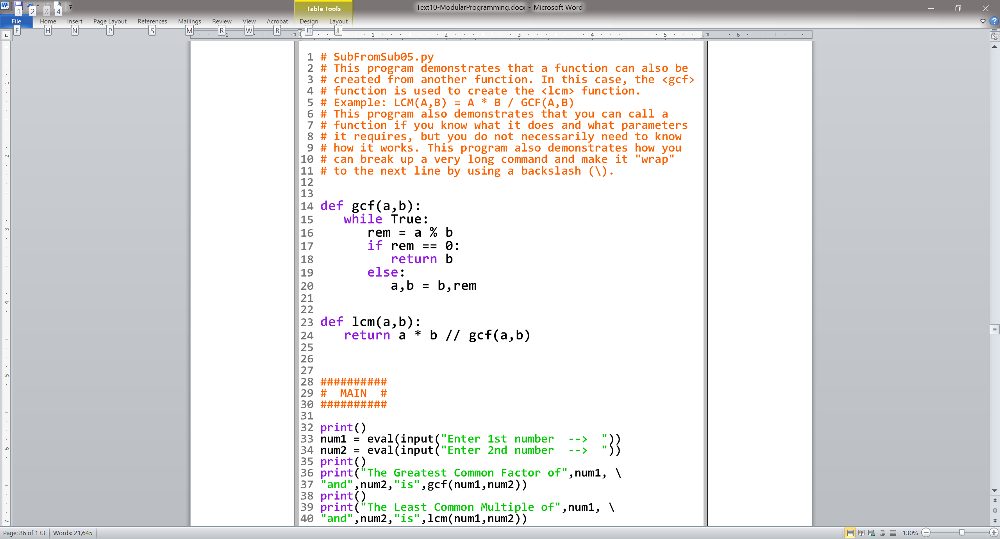 Table Tools
Text10-ModularProgramming.docx - Microsoft Word
1 2 3 4
File Home Insert Page Layout References Mailings Review View Acrobat Design Layout
F H N P S M R W B JT JL
1 1 2 3 4 5 6
1 # SubFromSub05.py
2 # This program demonstrates that a function can also be
3 # created from another function. In this case, the <gcf>
4 # function is used to create the <lcm> function.
5 # Example: LCM(A,B) = A * B / GCF(A,B)
6 # This program also demonstrates that you can call a
7 # function if you know what it does and what parameters
8 # it requires, but you do not necessarily need to know
9 # how it works. This program also demonstrates how you
10 # can break up a very long command and make it "wrap"
11 # to the next line by using a backslash (\).
12
13
14 def gcf(a,b):
15    while True:
16       rem = a % b
17       if rem == 0:
18          return b
19       else:
20          a,b = b,rem
21
22
23 def lcm(a,b):
24    return a * b // gcf(a,b)
25
26
27
28 ##########
29 #  MAIN  #
30 ##########
31
32 print()
33 num1 = eval(input("Enter 1st number  -->  "))
34 num2 = eval(input("Enter 2nd number  -->  "))
35 print()
36 print("The Greatest Common Factor of",num1, \
37 "and",num2,"is",gcf(num1,num2))
38 print()
39 print("The Least Common Multiple of",num1, \
40 "and",num2,"is",lcm(num1,num2))
1
2
3
4
5
6
7
Page: 86 of 133 Words: 21,645 130%